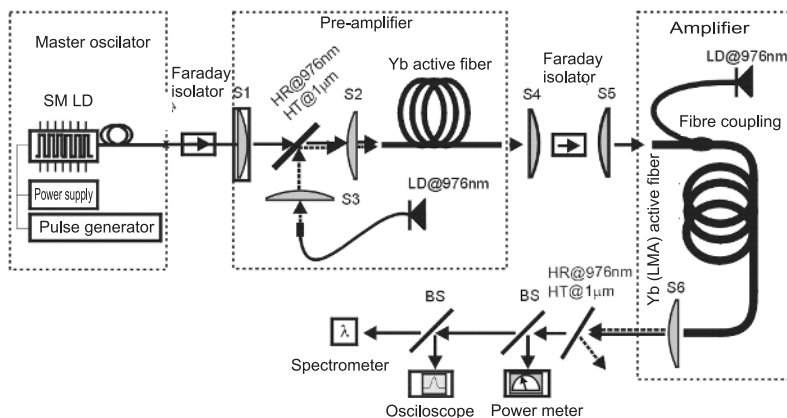 Master oscilator
SM LD
Power supply
Pulse generator
Faraday
isolator
Pre-amplifier
S1
HR@976nm
HT@1µm
S2
Yb active fiber
S3
LD@976nm
Faraday
isolator
S4
S5
Amplifier
LD@976nm
Fibre coupling
Yb (LMA) active fiber
S6
HR@976nm
HT@1µm
BS
BS
λ
Spectrometer
Osciloscope
Power meter